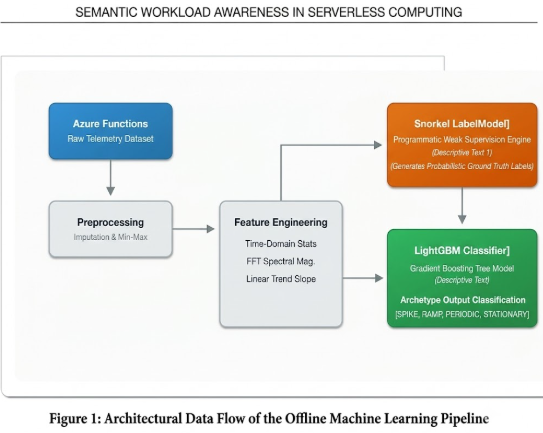 SEMANTIC WORKLOAD AWARENESS IN SERVERLESS COMPUTING
Azure Functions
Raw Telemetry Dataset
Preprocessing
Imputation & Min-Max
Feature Engineering
Time-Domain Stats
FFT Spectral Mag.
Linear Trend Slope
Snorkel LabelModel]
Programmatic Weak Supervision Engine
(Descriptive Text 1)
(Generates Probabilistic Ground Truth Labels)
LightGBM Classifier]
Gradient Boosting Tree Model
(Descriptive Text)
Archetype Output Classification
[SPIKE, RAMP, PERIODIC, STATIONARY]
Figure 1: Architectural Data Flow of the Offline Machine Learning Pipeline